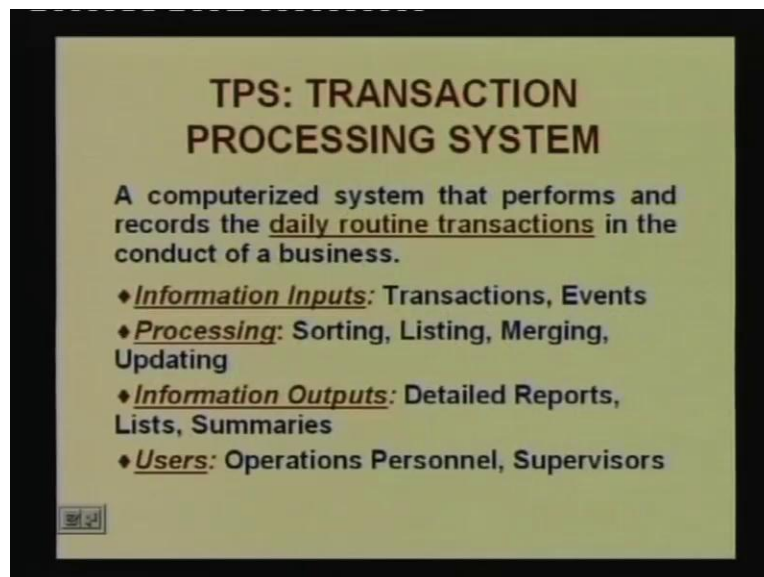 TPS: TRANSACTION
PROCESSING SYSTEM
A computerized system that performs and
records the daily routine transactions in the
conduct of a business.
♦Information Inputs: Transactions, Events
♦Processing: Sorting, Listing, Merging,
Updating
♦Information Outputs: Detailed Reports,
Lists, Summaries
♦Users: Operations Personnel, Supervisors